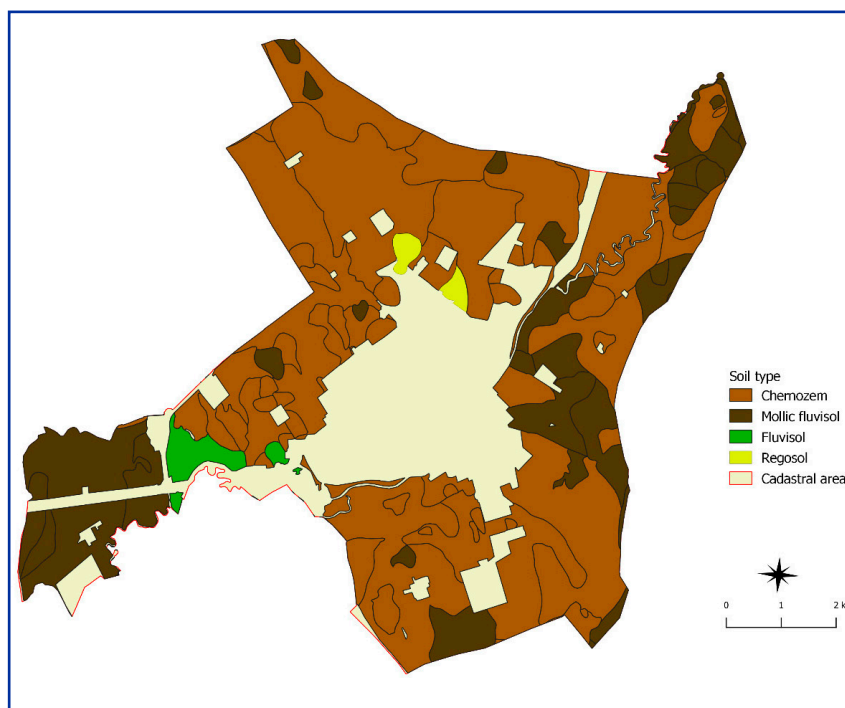 Soil type
Chernozem
Mollic fluvisol
Fluvisol
Regosol
Cadastral area
0 1 2 k